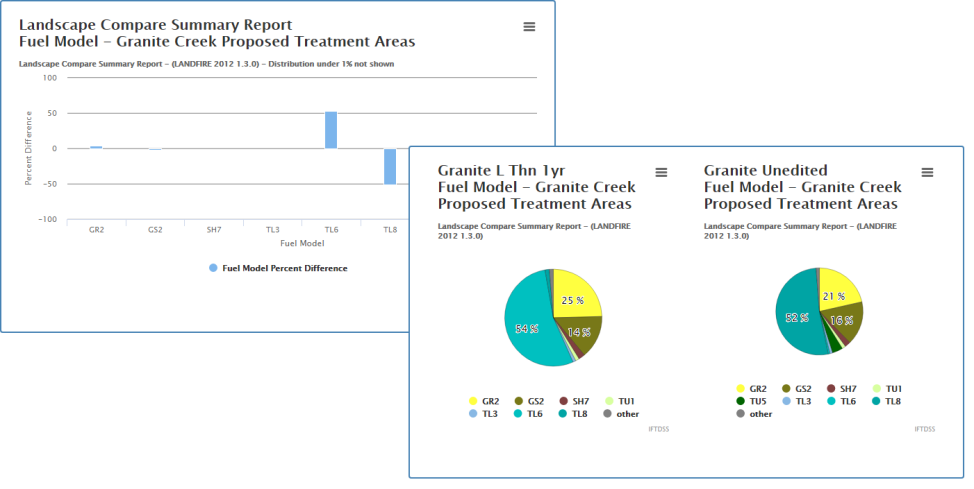 Landscape Compare Summary Report
Fuel Model – Granite Creek Proposed Treatment Areas
Landscape Compare Summary Report – (LANDFIRE 2012 1.3.0) – Distribution under 1% not shown
100
50
0
−50
−100
Percent Difference
GR2 GS2 SH7 TL3 TL6 TL8
Fuel Model
Fuel Model Percent Difference
Granite L Thn 1yr
Fuel Model – Granite Creek
Proposed Treatment Areas
Landscape Compare Summary Report – (LANDFIRE
2012 1.3.0)
25 %
14 %
54 %
GR2 GS2 SH7 TU1
TL3 TL6 TL8 other
IFTDSS
Granite Unedited
Fuel Model – Granite Creek
Proposed Treatment Areas
Landscape Compare Summary Report – (LANDFIRE
2012 1.3.0)
21 %
16 %
52 %
GR2 GS2 SH7 TU1
TU5 TL3 TL6 TL8
other
IFTDSS